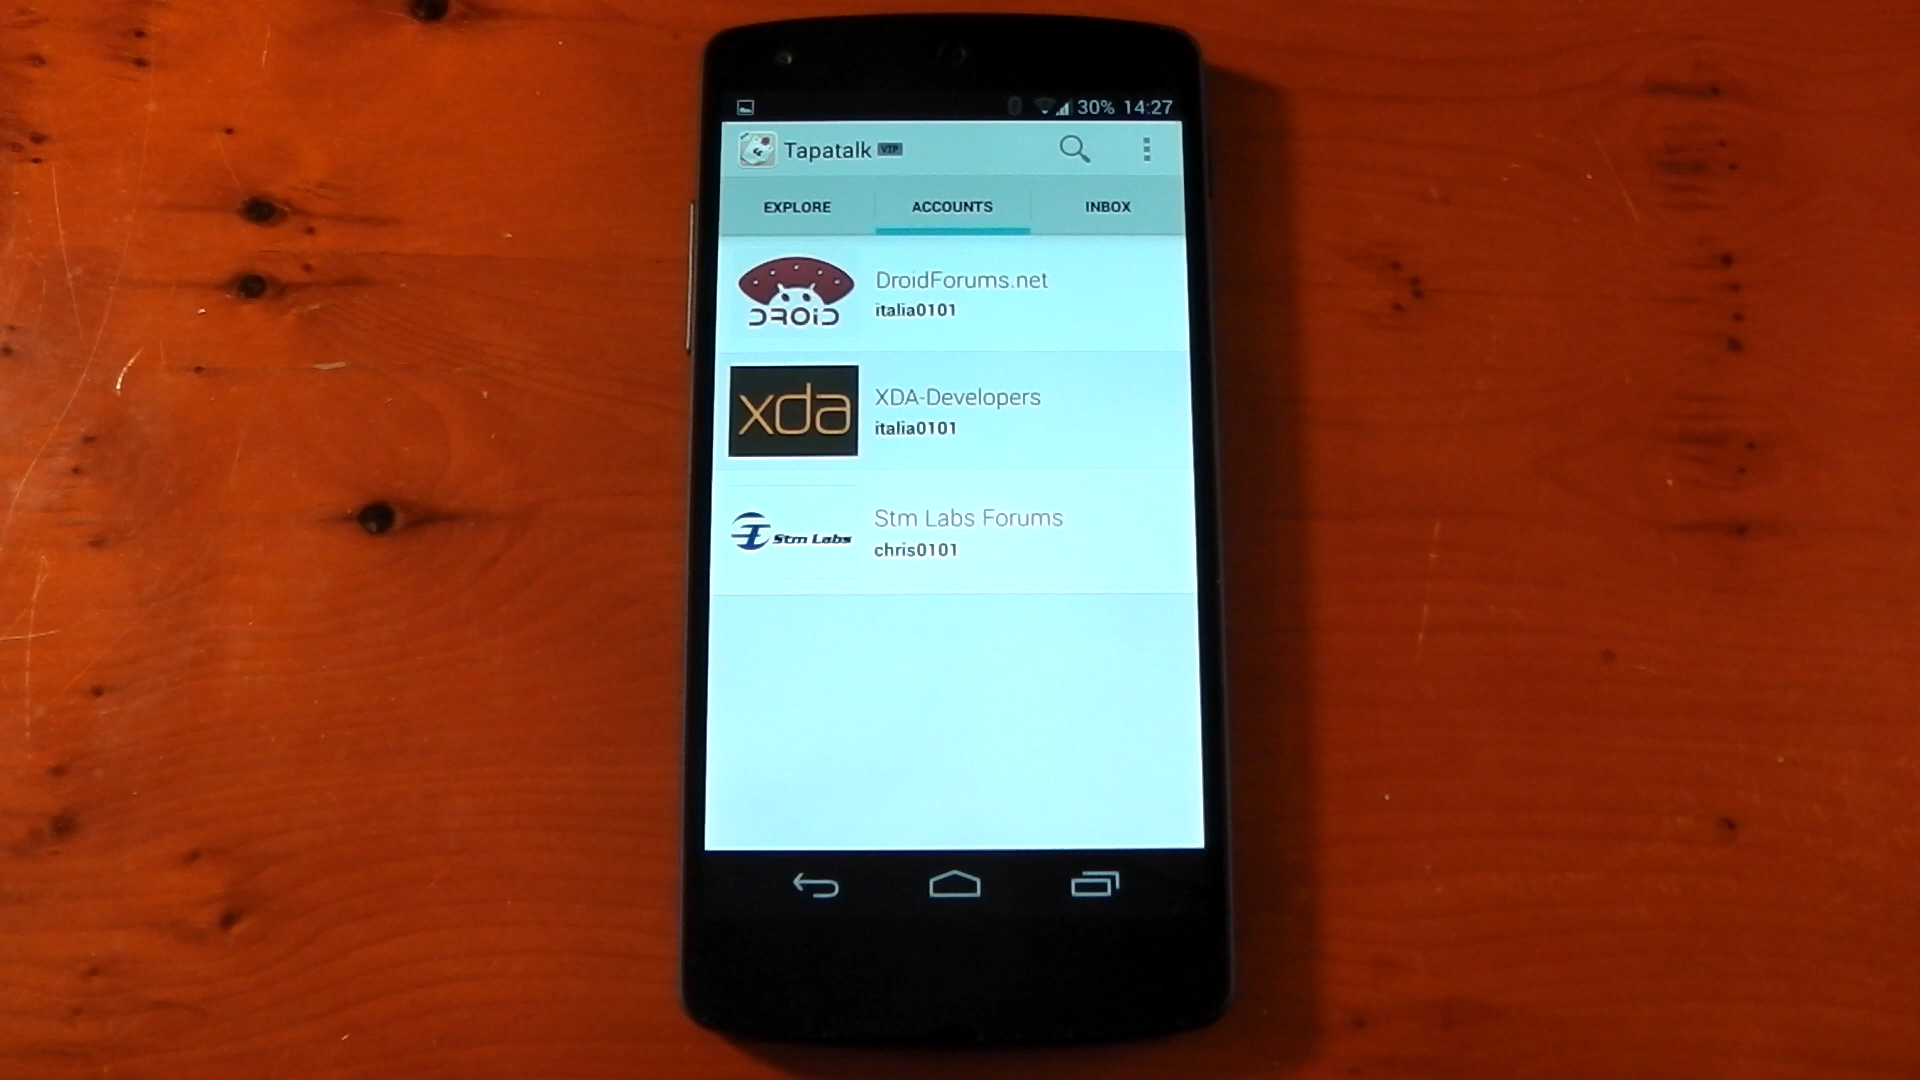 30% 14:27
Tapatalk VIP
EXPLORE ACCOUNTS INBOX
DROID
DroidForums.net
italia0101
xda
XDA-Developers
italia0101
Stm Labs
Stm Labs Forums
chris0101